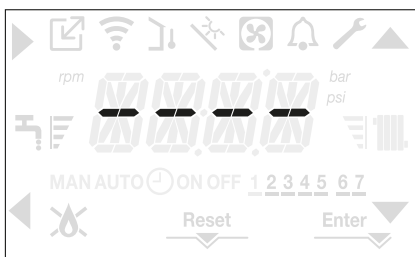 rpm
bar
psi
- - - -
MAN AUTO ON OFF 1 2 3 4 5 6 7
Reset
Enter